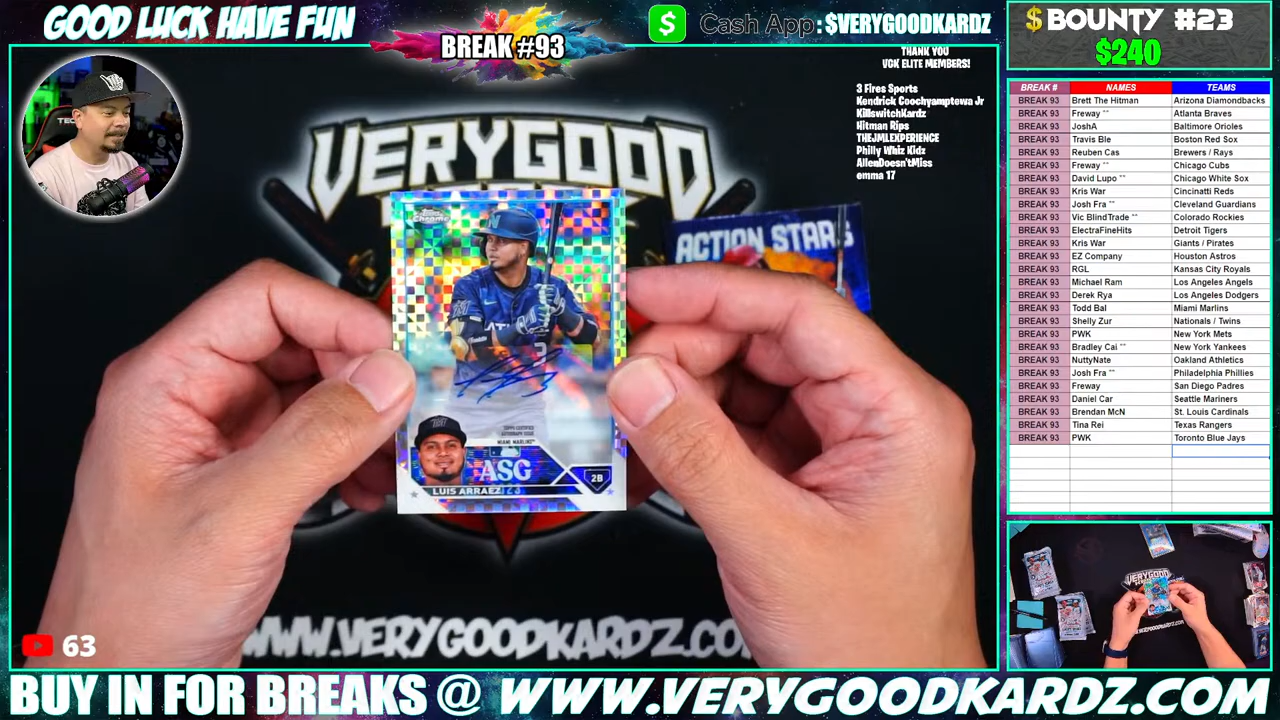 GOOD LUCK HAVE FUN
BREAK #93
$ Cash App: $VERYGOODKARDZ
$ BOUNTY #23
$240
THANK YOU
VGK ELITE MEMBERS!
3 Fires Sports
Kendrick Coochyamptewa Jr
KillswitchKardz
Hitman Rips
THEJMLEXPERIENCE
Philly Whiz Kidz
AllenDoesn'tMiss
emma 17
VERYGOOD
ACTION STARS
Chrome
TOPPS CERTIFIED
AUTOGRAPH ISSUE
MIAMI MARLINS
ASG
2B
LUIS ARRAEZ
WWW.VERYGOODKARDZ.CO
63
BREAK # NAMES TEAMS
BREAK 93 Brett The Hitman Arizona Diamondbacks
BREAK 93 Freway ** Atlanta Braves
BREAK 93 JoshA Baltimore Orioles
BREAK 93 Travis Ble Boston Red Sox
BREAK 93 Reuben Cas Brewers / Rays
BREAK 93 Freway ** Chicago Cubs
BREAK 93 David Lupo ** Chicago White Sox
BREAK 93 Kris War Cincinatti Reds
BREAK 93 Josh Fra ** Cleveland Guardians
BREAK 93 Vic BlindTrade ** Colorado Rockies
BREAK 93 ElectraFineHits Detroit Tigers
BREAK 93 Kris War Giants / Pirates
BREAK 93 EZ Company Houston Astros
BREAK 93 RGL Kansas City Royals
BREAK 93 Michael Ram Los Angeles Angels
BREAK 93 Derek Rya Los Angeles Dodgers
BREAK 93 Todd Bal Miami Marlins
BREAK 93 Shelly Zur Nationals / Twins
BREAK 93 PWK New York Mets
BREAK 93 Bradley Cai ** New York Yankees
BREAK 93 NuttyNate Oakland Athletics
BREAK 93 Josh Fra ** Philadelphia Phillies
BREAK 93 Freway San Diego Padres
BREAK 93 Daniel Car Seattle Mariners
BREAK 93 Brendan McN St. Louis Cardinals
BREAK 93 Tina Rei Texas Rangers
BREAK 93 PWK Toronto Blue Jays
VERYGOOD
BUY IN FOR BREAKS @ WWW.VERYGOODKARDZ.COM